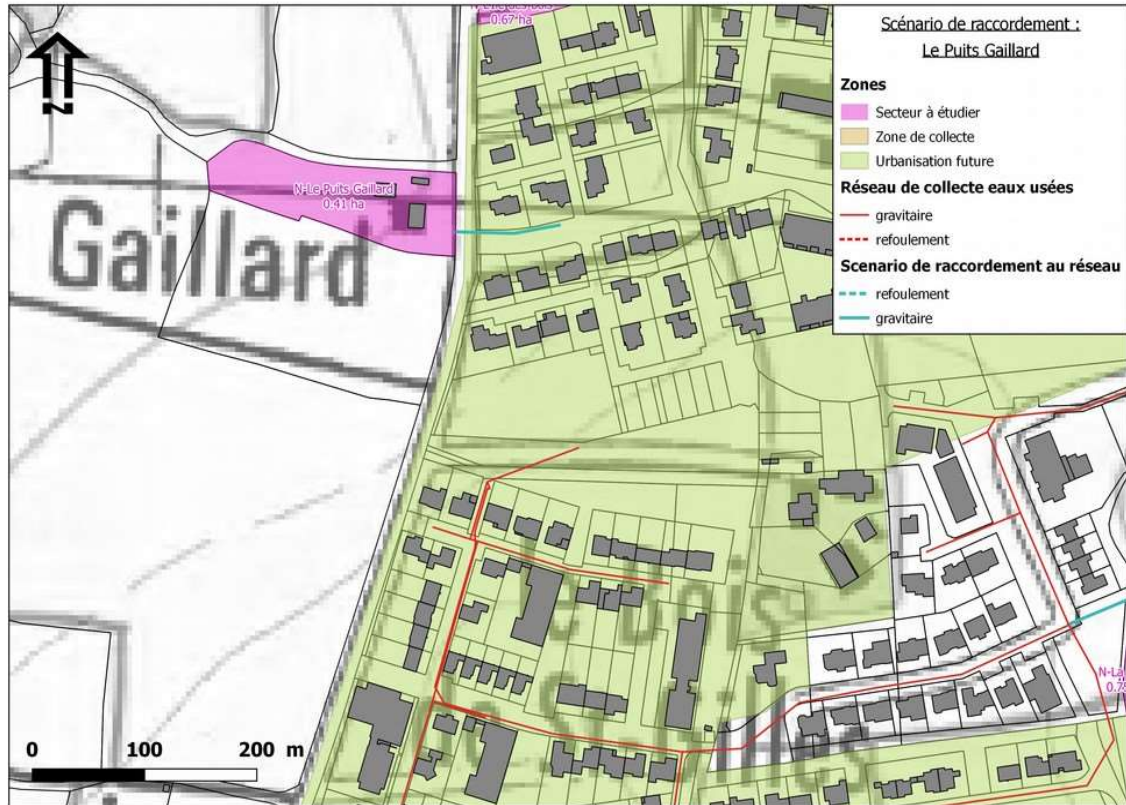 Scénario de raccordement :
Le Puits Gaillard
Zones
Secteur à étudier
Zone de collecte
Urbanisation future
Réseau de collecte eaux usées
gravitaire
refoulement
Scenario de raccordement au réseau
refoulement
gravitaire
0.67 ha
N
N-Le Puits Gaillard
0.41 ha
Gaillard
N-La
0 100 200 m